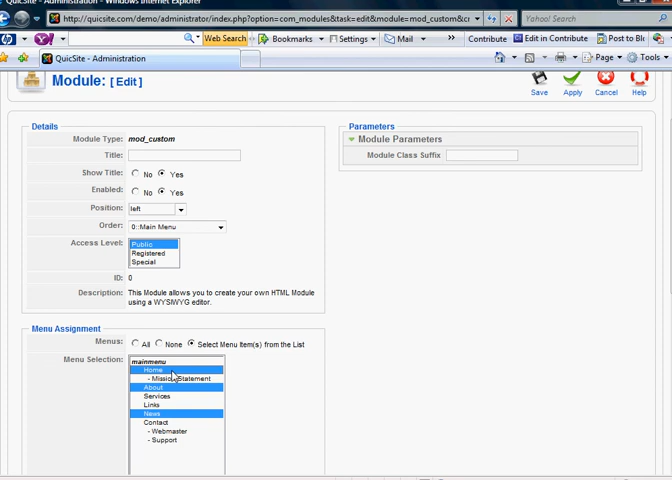 QuicSite - Administration - Windows Internet Explorer
http://quicsite.com/demo/administrator/index.php?option=com_modules&task=edit&module=mod_custom&cr
Yahoo! Search
Y! Web Search Bookmarks Settings Mail >> Contribute Edit in Contribute Post to Blo
QuicSite - Administration Page Tools
Module: [ Edit ]
Save Apply Cancel Help
Details
Module Type: mod_custom
Title:
Show Title: No Yes
Enabled: No Yes
Position: left
Order: 0::Main Menu
Access Level: Public
Registered
Special
ID: 0
Description: This Module allows you to create your own HTML Module
using a WYSIWYG editor.
Parameters
Module Parameters
Module Class Suffix
Menu Assignment
Menus: All None Select Menu Item(s) from the List
Menu Selection: mainmenu
Home
- Mission Statement
About
Services
Links
News
Contact
- Webmaster
- Support